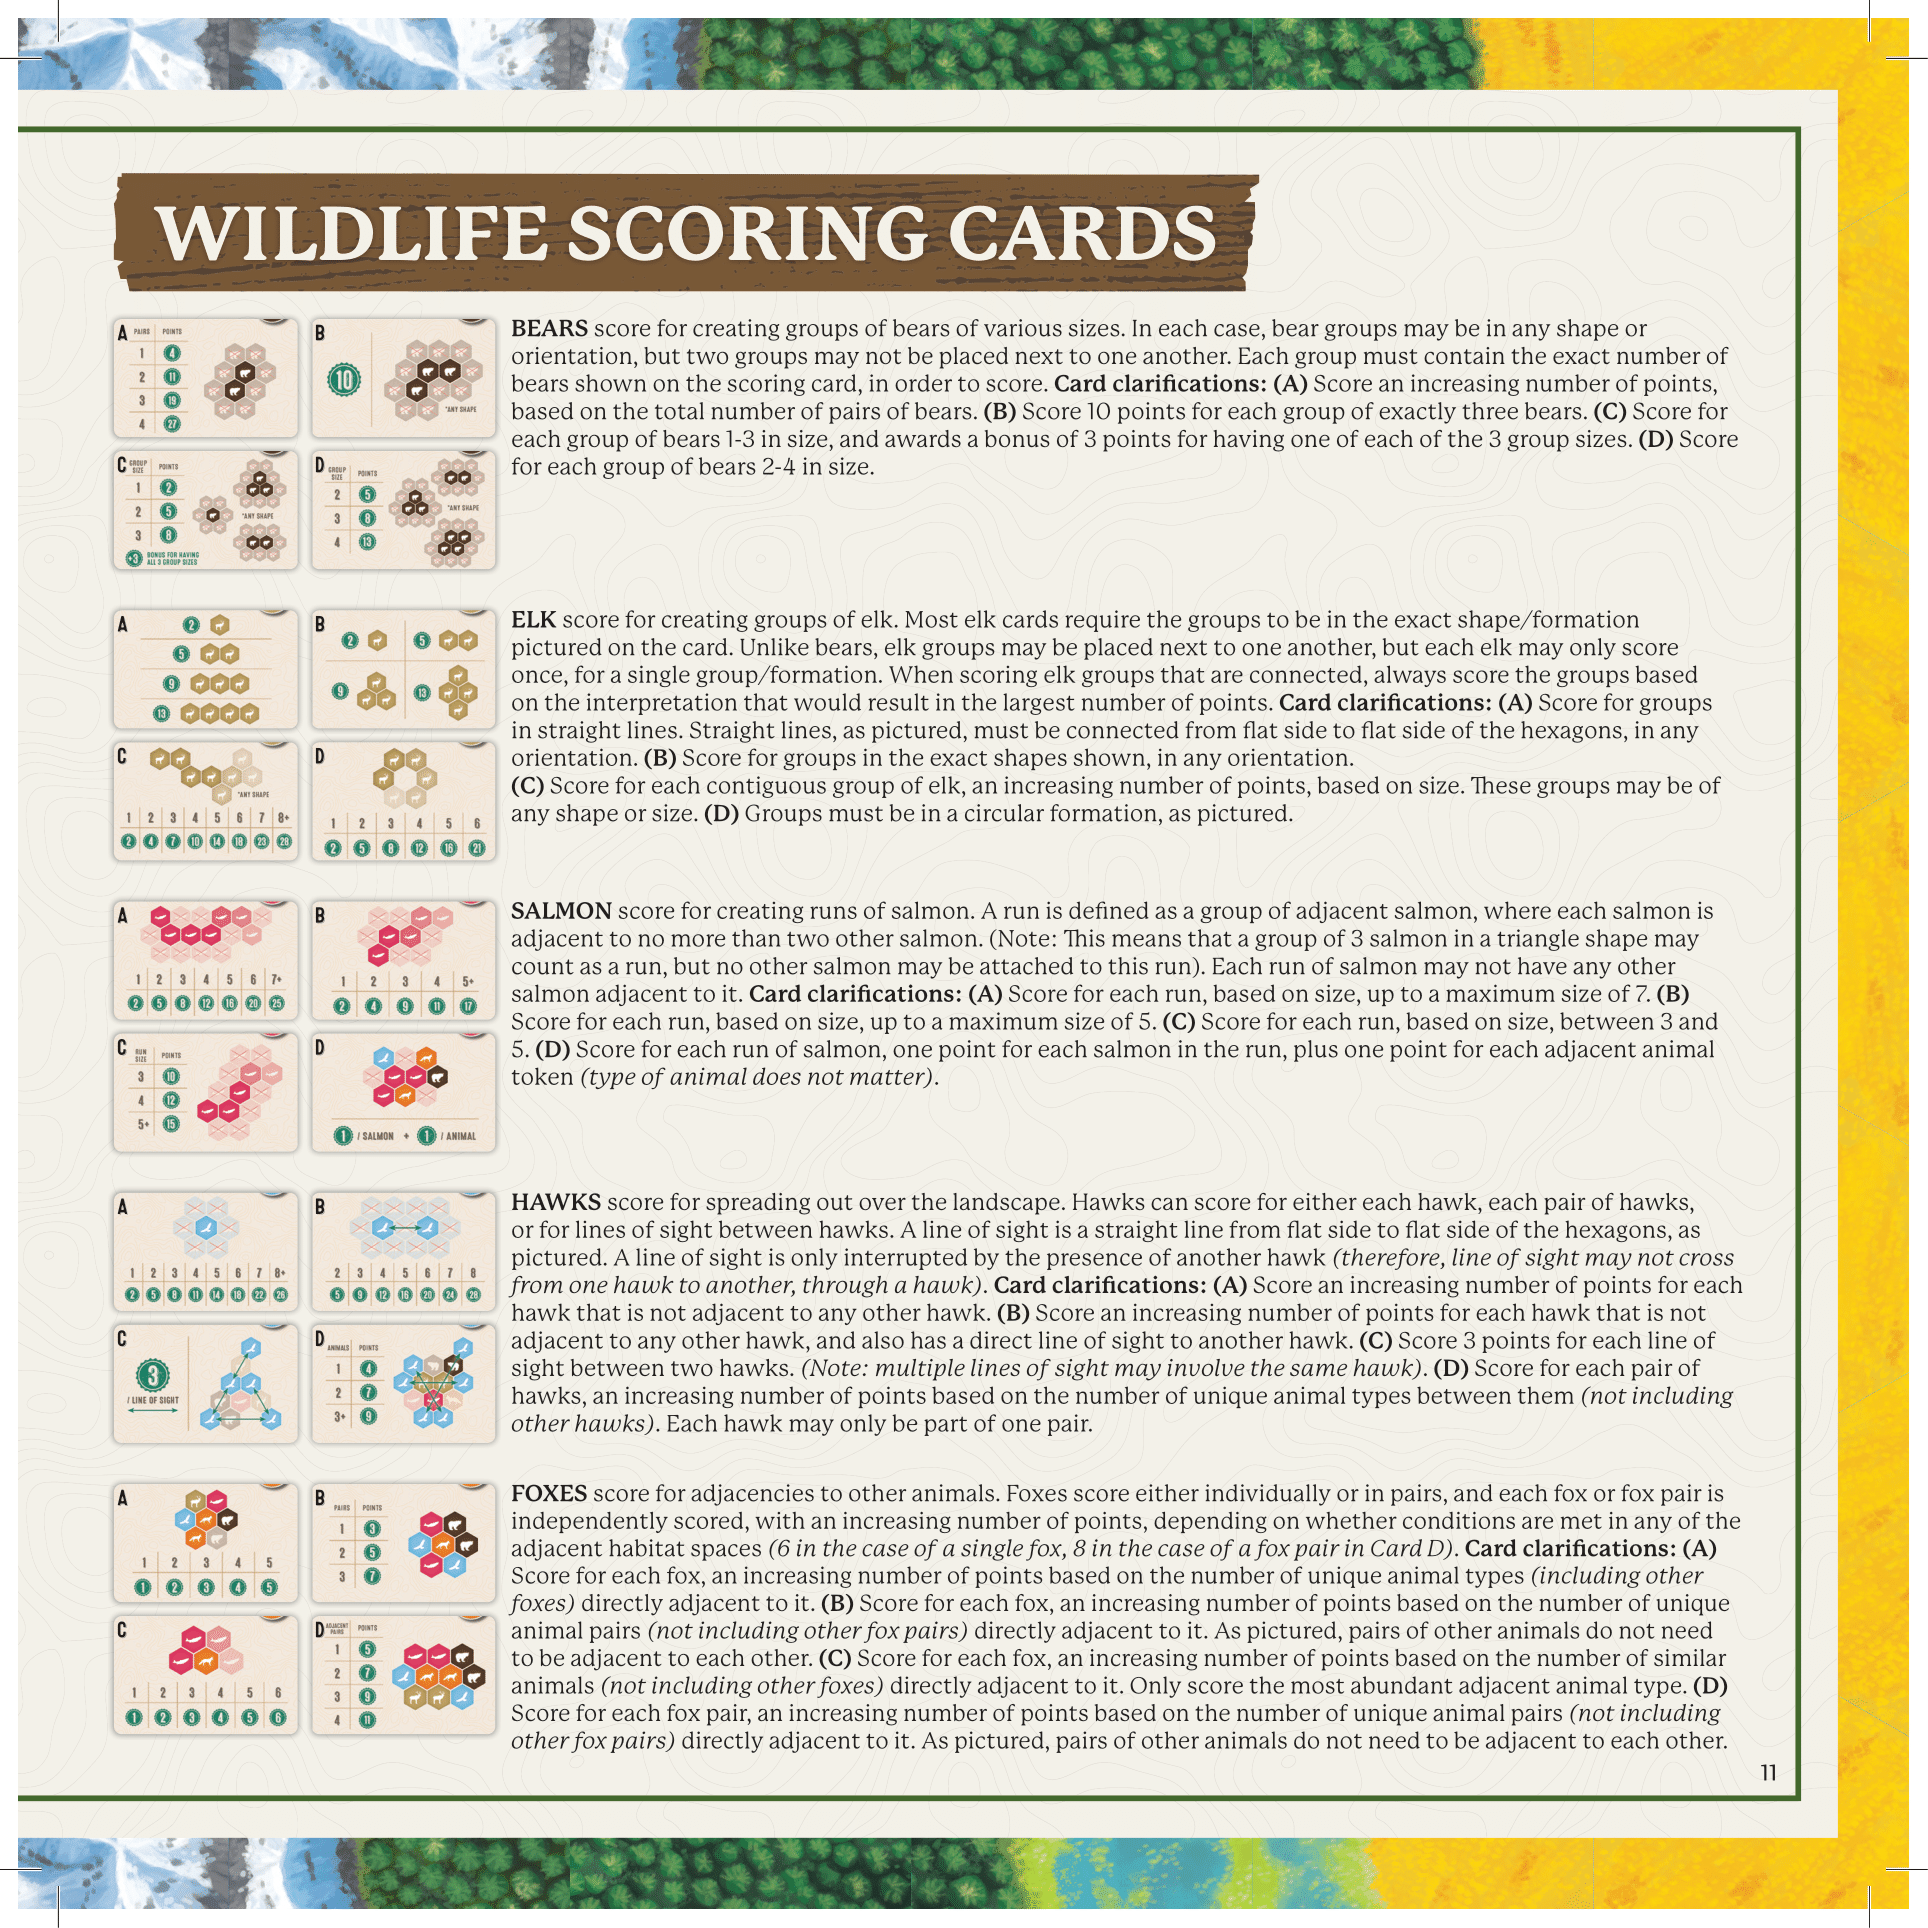 WILDLIFE SCORING CARDS
A PAIRS POINTS
1 4
2 11
3 19
4 27
B
10
*ANY SHAPE
C GROUP SIZE POINTS
1 2
2 5
3 8
*ANY SHAPE
+3 BONUS FOR HAVING
ALL 3 GROUP SIZES
D GROUP SIZE POINTS
2 5
3 8
4 13
*ANY SHAPE
BEARS score for creating groups of bears of various sizes. In each case, bear groups may be in any shape or
orientation, but two groups may not be placed next to one another. Each group must contain the exact number of
bears shown on the scoring card, in order to score. Card clarifications: (A) Score an increasing number of points,
based on the total number of pairs of bears. (B) Score 10 points for each group of exactly three bears. (C) Score for
each group of bears 1-3 in size, and awards a bonus of 3 points for having one of each of the 3 group sizes. (D) Score
for each group of bears 2-4 in size.
A
2
5
9
13
B
2 5
9 13
C
*ANY SHAPE
1 2 3 4 5 6 7 8+
2 4 7 10 14 18 23 28
D
1 2 3 4 5 6
2 5 8 12 16 21
ELK score for creating groups of elk. Most elk cards require the groups to be in the exact shape/formation
pictured on the card. Unlike bears, elk groups may be placed next to one another, but each elk may only score
once, for a single group/formation. When scoring elk groups that are connected, always score the groups based
on the interpretation that would result in the largest number of points. Card clarifications: (A) Score for groups
in straight lines. Straight lines, as pictured, must be connected from flat side to flat side of the hexagons, in any
orientation. (B) Score for groups in the exact shapes shown, in any orientation.
(C) Score for each contiguous group of elk, an increasing number of points, based on size. These groups may be of
any shape or size. (D) Groups must be in a circular formation, as pictured.
A
1 2 3 4 5 6 7+
2 5 8 12 16 20 25
B
1 2 3 4 5+
2 4 9 11 17
C RUN SIZE POINTS
3 10
4 12
5+ 15
D
1 / SALMON + 1 / ANIMAL
SALMON score for creating runs of salmon. A run is defined as a group of adjacent salmon, where each salmon is
adjacent to no more than two other salmon. (Note: This means that a group of 3 salmon in a triangle shape may
count as a run, but no other salmon may be attached to this run). Each run of salmon may not have any other
salmon adjacent to it. Card clarifications: (A) Score for each run, based on size, up to a maximum size of 7. (B)
Score for each run, based on size, up to a maximum size of 5. (C) Score for each run, based on size, between 3 and
5. (D) Score for each run of salmon, one point for each salmon in the run, plus one point for each adjacent animal
token (type of animal does not matter).
A
1 2 3 4 5 6 7 8+
2 5 8 11 14 18 22 26
B
2 3 4 5 6 7 8
5 9 12 16 20 24 28
C
3
/ LINE OF SIGHT
D ANIMALS POINTS
1 4
2 7
3+ 9
HAWKS score for spreading out over the landscape. Hawks can score for either each hawk, each pair of hawks,
or for lines of sight between hawks. A line of sight is a straight line from flat side to flat side of the hexagons, as
pictured. A line of sight is only interrupted by the presence of another hawk (therefore, line of sight may not cross
from one hawk to another, through a hawk). Card clarifications: (A) Score an increasing number of points for each
hawk that is not adjacent to any other hawk. (B) Score an increasing number of points for each hawk that is not
adjacent to any other hawk, and also has a direct line of sight to another hawk. (C) Score 3 points for each line of
sight between two hawks. (Note: multiple lines of sight may involve the same hawk). (D) Score for each pair of
hawks, an increasing number of points based on the number of unique animal types between them (not including
other hawks). Each hawk may only be part of one pair.
A
1 2 3 4 5
1 2 3 4 5
B PAIRS POINTS
1 3
2 5
3 7
C
1 2 3 4 5 6
1 2 3 4 5 6
D ADJACENT PAIRS POINTS
1 5
2 7
3 9
4 11
FOXES score for adjacencies to other animals. Foxes score either individually or in pairs, and each fox or fox pair is
independently scored, with an increasing number of points, depending on whether conditions are met in any of the
adjacent habitat spaces (6 in the case of a single fox, 8 in the case of a fox pair in Card D). Card clarifications: (A)
Score for each fox, an increasing number of points based on the number of unique animal types (including other
foxes) directly adjacent to it. (B) Score for each fox, an increasing number of points based on the number of unique
animal pairs (not including other fox pairs) directly adjacent to it. As pictured, pairs of other animals do not need
to be adjacent to each other. (C) Score for each fox, an increasing number of points based on the number of similar
animals (not including other foxes) directly adjacent to it. Only score the most abundant adjacent animal type. (D)
Score for each fox pair, an increasing number of points based on the number of unique animal pairs (not including
other fox pairs) directly adjacent to it. As pictured, pairs of other animals do not need to be adjacent to each other.
11